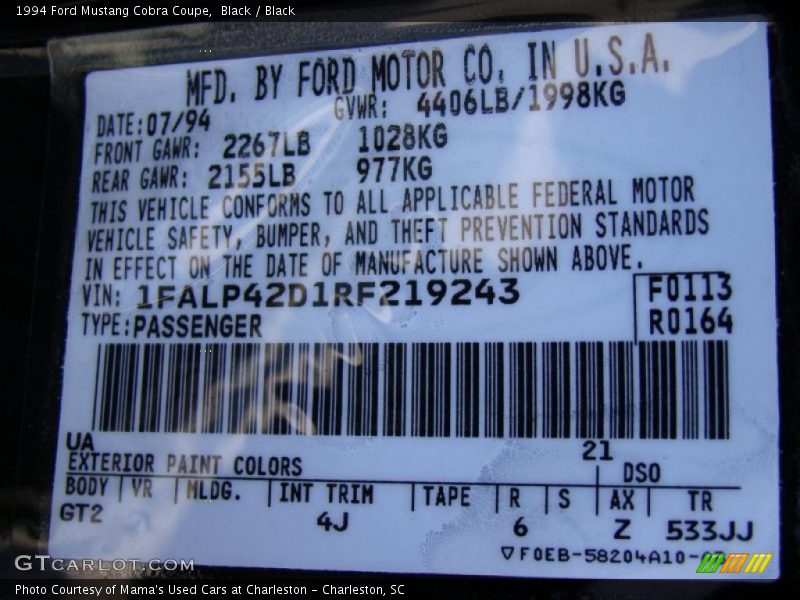 1994 Ford Mustang Cobra Coupe,  Black / Black
MFD. BY FORD MOTOR CO. IN U.S.A.
DATE:07/94 GVWR: 4406LB/1998KG
FRONT GAWR: 2267LB 1028KG
REAR GAWR: 2155LB 977KG
THIS VEHICLE CONFORMS TO ALL APPLICABLE FEDERAL MOTOR
VEHICLE SAFETY, BUMPER, AND THEFT PREVENTION STANDARDS
IN EFFECT ON THE DATE OF MANUFACTURE SHOWN ABOVE.
VIN: 1FALP42D1RF219243 F0113
TYPE:PASSENGER R0164
UA 21
EXTERIOR PAINT COLORS DSO
BODY VR MLDG. INT TRIM TAPE R S AX TR
GT2 4J 6 Z 533JJ
GTCARLOT.COM
Photo Courtesy of Mama's Used Cars at Charleston - Charleston, SC